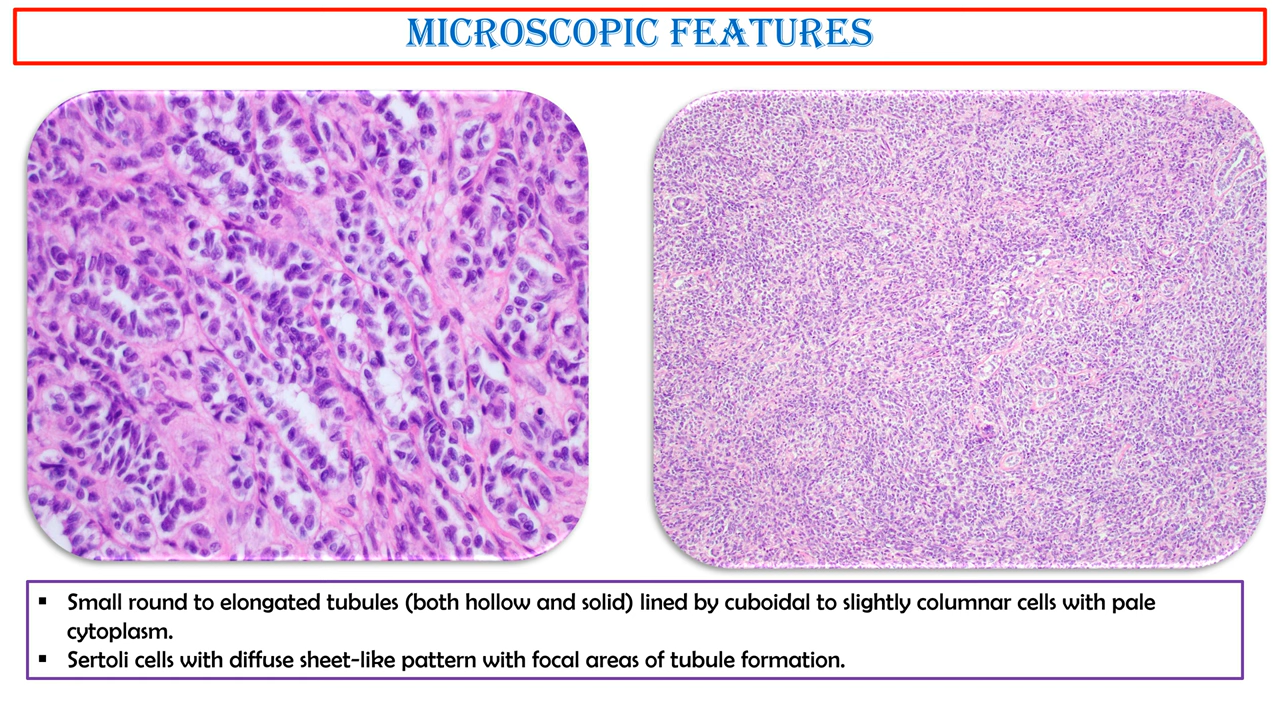 MICROSCOPIC FEATURES
▪ Small round to elongated tubules (both hollow and solid) lined by cuboidal to slightly columnar cells with pale
cytoplasm.
▪ Sertoli cells with diffuse sheet-like pattern with focal areas of tubule formation.